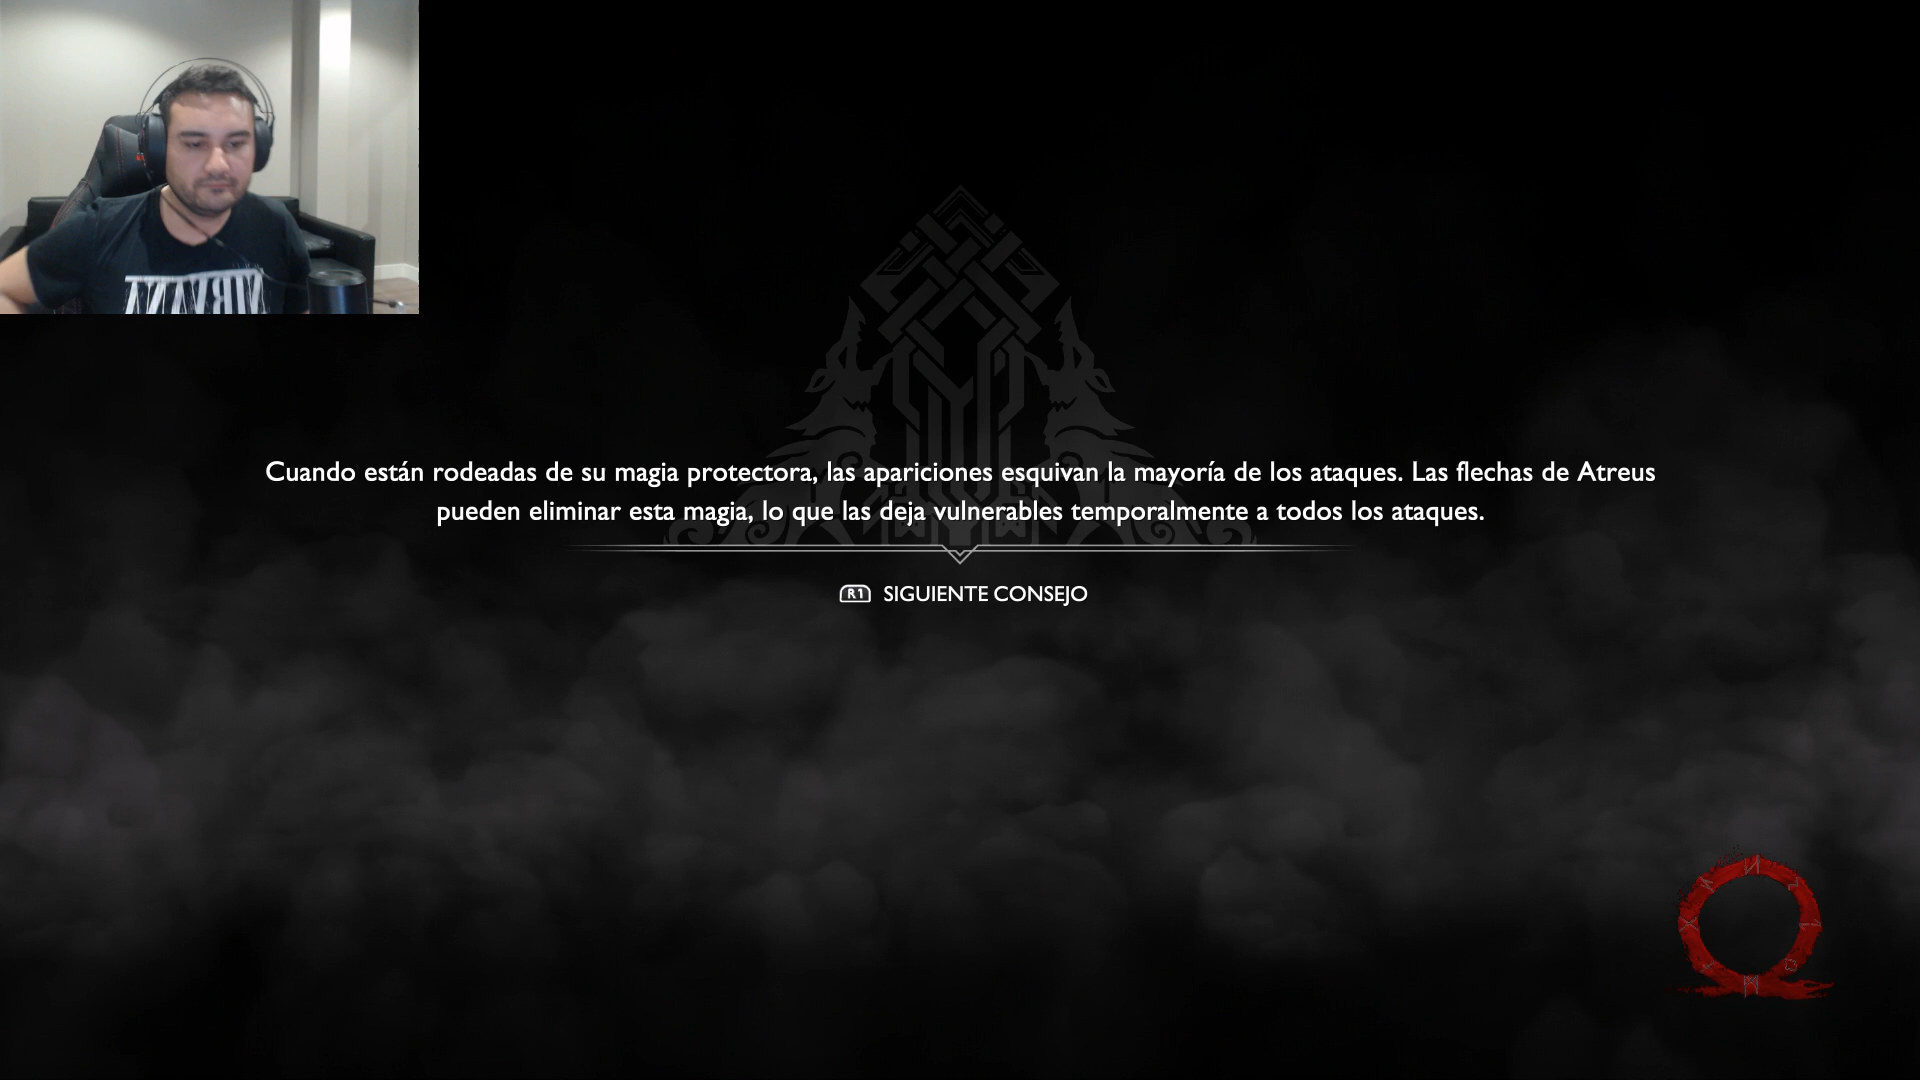 Cuando están rodeadas de su magia protectora, las apariciones esquivan la mayoría de los ataques. Las flechas de Atreus
pueden eliminar esta magia, lo que las deja vulnerables temporalmente a todos los ataques.
R1 SIGUIENTE CONSEJO